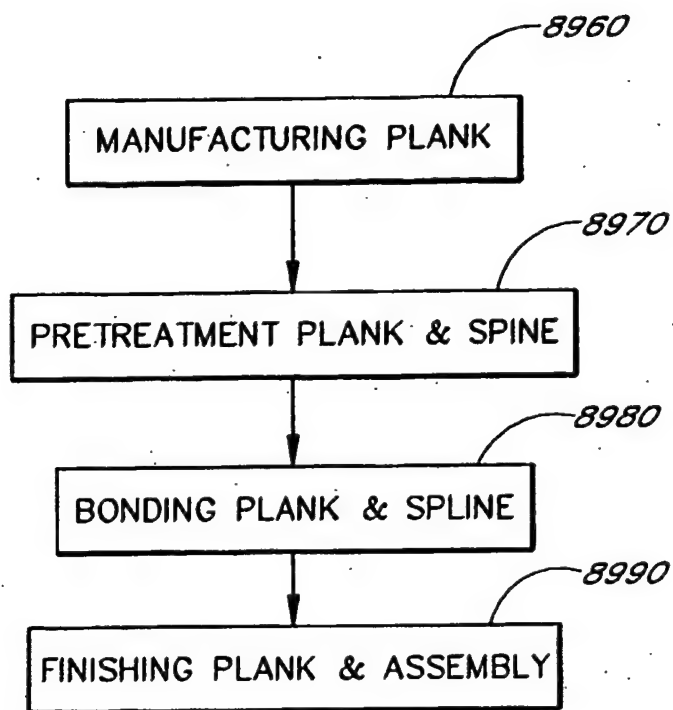 8960
MANUFACTURING PLANK
8970
PRETREATMENT PLANK & SPINE
8980
BONDING PLANK & SPLINE
8990
FINISHING PLANK & ASSEMBLY